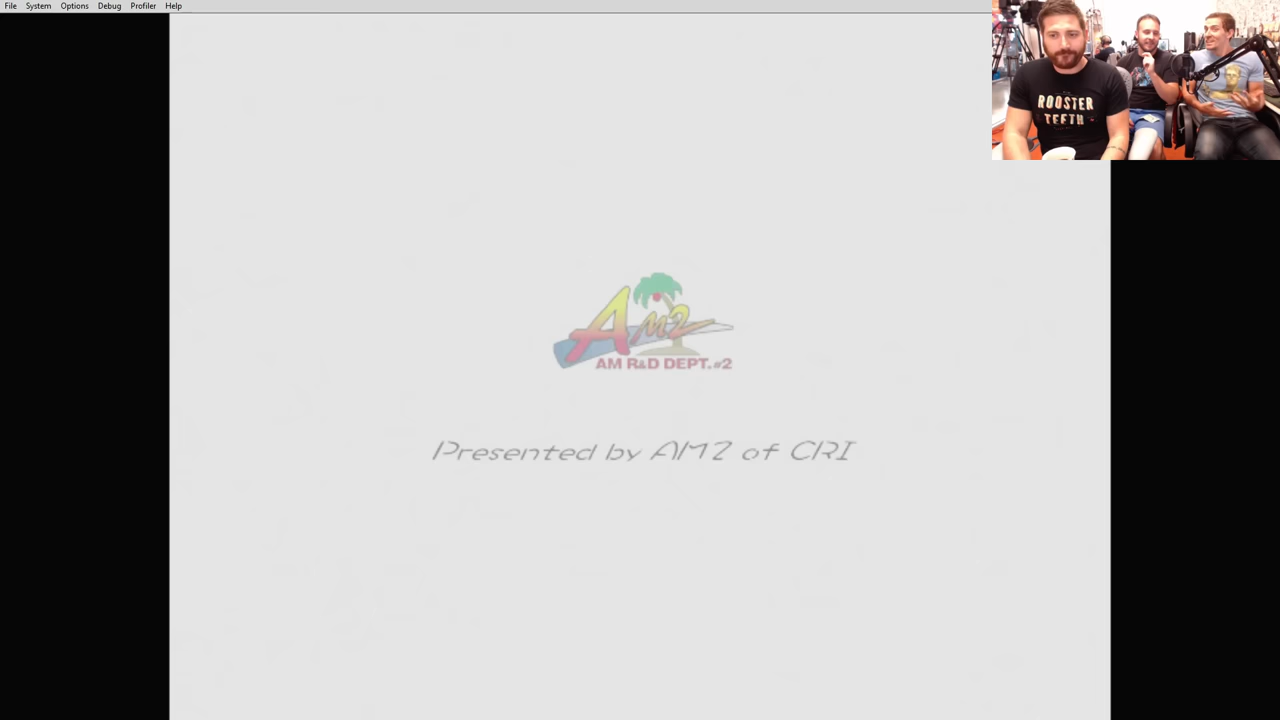 File System Options Debug Profiler Help
ROOSTER
TEETH
AM2
AM R&D DEPT.#2
Presented by AM2 of CRI